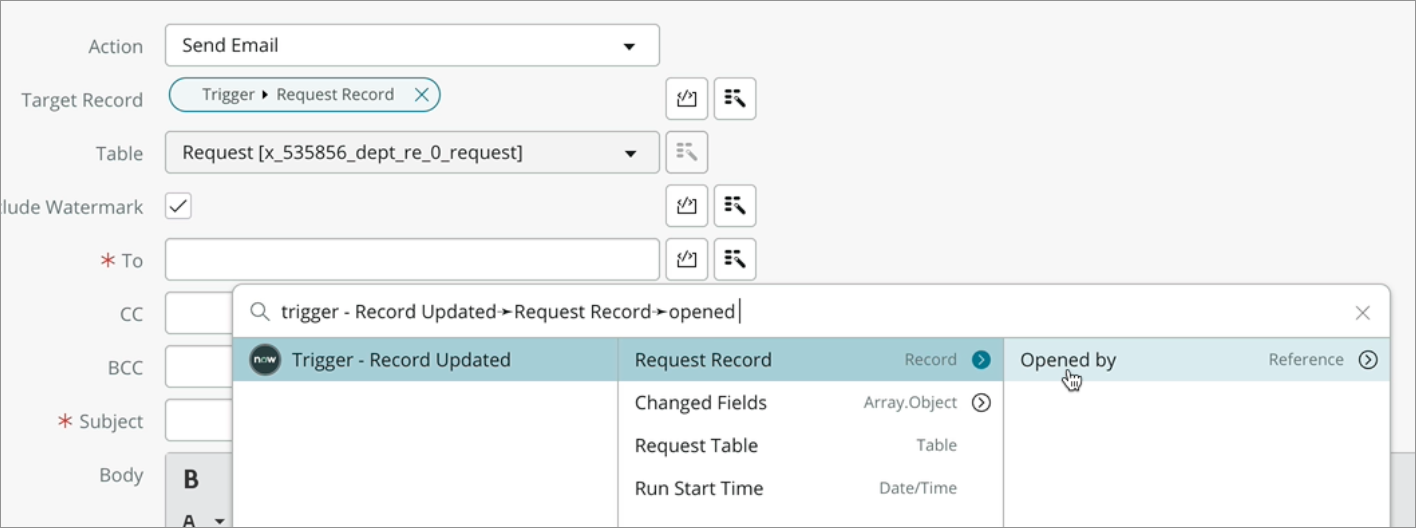 Action Send Email
Target Record Trigger ▸ Request Record
Table Request [x_535856_dept_re_0_request]
clude Watermark
* To
CC
trigger - Record Updated➛Request Record➛opened
now Trigger - Record Updated Request Record Record Opened by Reference
BCC
Changed Fields Array.Object
* Subject
Request Table Table
Body B
Run Start Time Date/Time
A